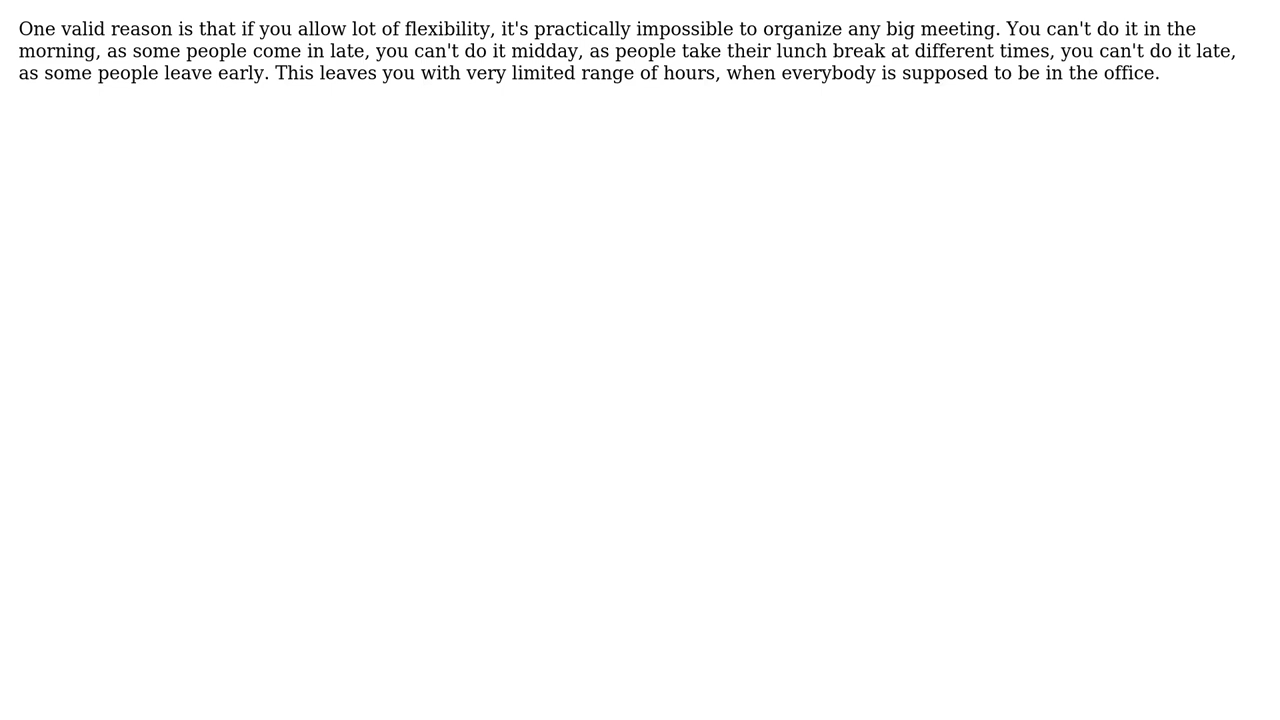 One valid reason is that if you allow lot of flexibility, it's practically impossible to organize any big meeting. You can't do it in the
morning, as some people come in late, you can't do it midday, as people take their lunch break at different times, you can't do it late,
as some people leave early. This leaves you with very limited range of hours, when everybody is supposed to be in the office.